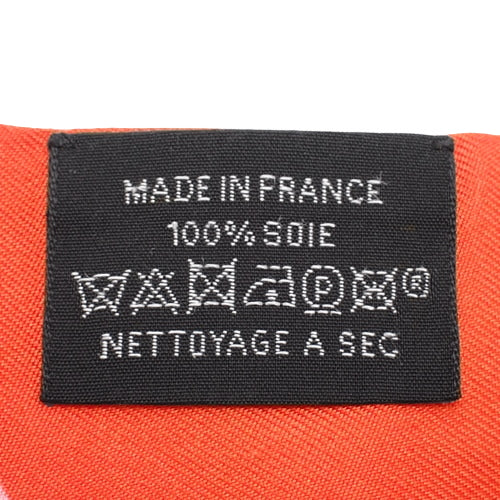 MADE IN FRANCE
100% SOIE
P ®
NETTOYAGE A SEC